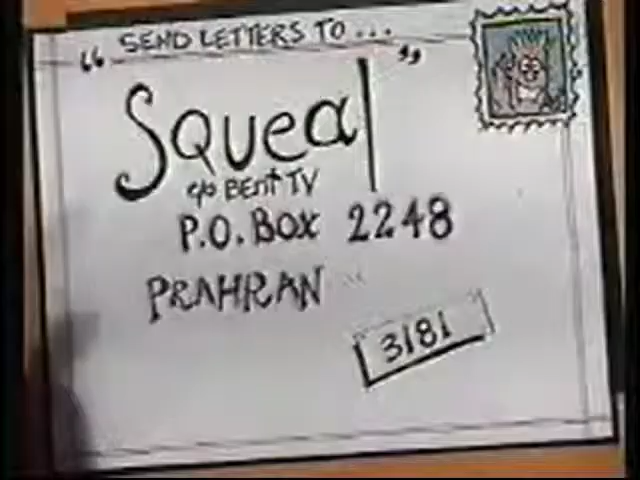 "SEND LETTERS TO..."
Squeal
c/o BENT TV
P.O. BOX 2248
PRAHRAN
3181